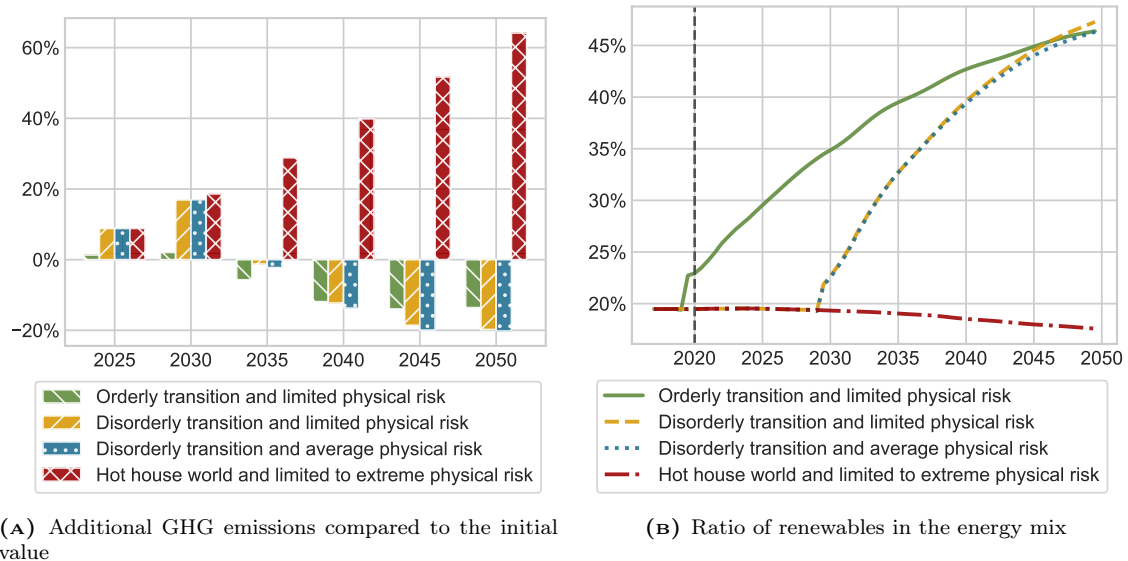 60%
40%
20%
0%
−20%
2025 2030 2035 2040 2045 2050
Orderly transition and limited physical risk
Disorderly transition and limited physical risk
Disorderly transition and average physical risk
Hot house world and limited to extreme physical risk
(A) Additional GHG emissions compared to the initial
value
45%
40%
35%
30%
25%
20%
2020 2025 2030 2035 2040 2045 2050
Orderly transition and limited physical risk
Disorderly transition and limited physical risk
Disorderly transition and average physical risk
Hot house world and limited to extreme physical risk
(B) Ratio of renewables in the energy mix